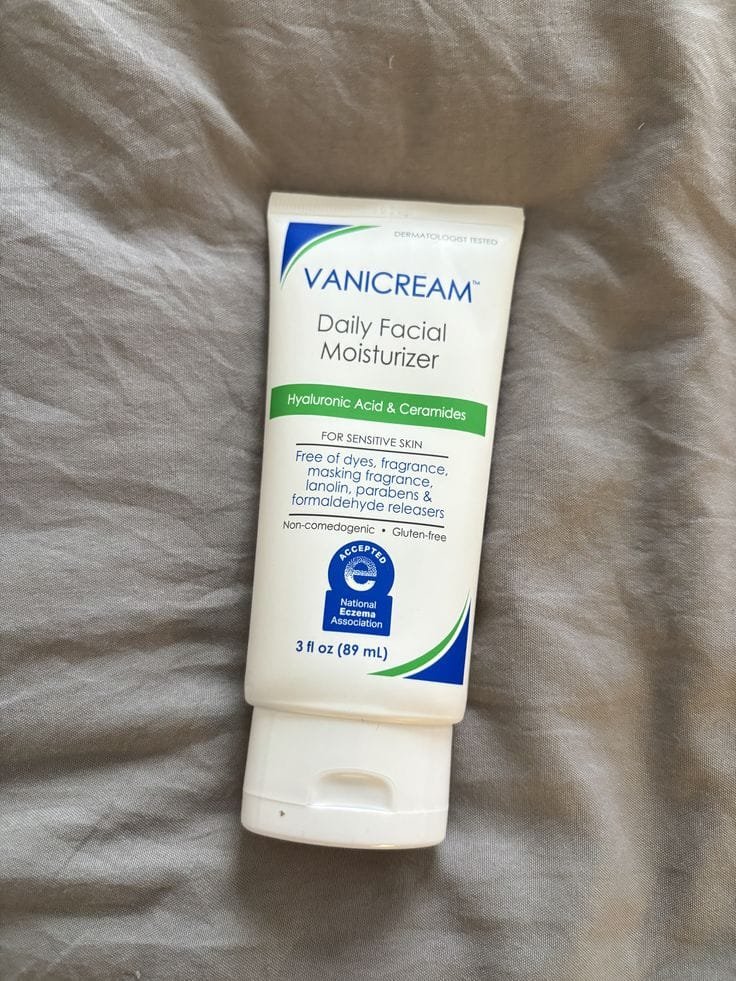 DERMATOLOGIST TESTED
VANICREAM™
Daily Facial
Moisturizer
Hyaluronic Acid & Ceramides
FOR SENSITIVE SKIN
Free of dyes, fragrance,
masking fragrance,
lanolin, parabens &
formaldehyde releasers
Non-comedogenic • Gluten-free
ACCEPTED
e
National
Eczema
Association
3 fl oz (89 mL)